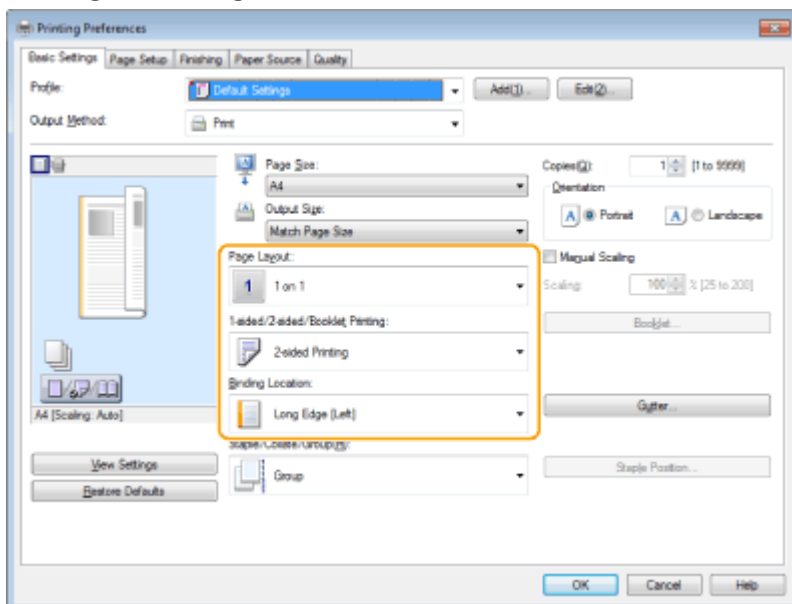 Printing Preferences
Basic Settings Page Setup Finishing Paper Source Quality
Profile: Default Settings Add(1)... Edit(2)...
Output Method: Print
Page Size: Copies(Q): 1 [1 to 9999]
A4 Orientation
Output Size: A Portrait A Landscape
Match Page Size
Page Layout: Manual Scaling
1 1 on 1 Scaling: 100 % [25 to 200]
1-sided/2-sided/Booklet Printing: Booklet...
2-sided Printing
Binding Location:
A4 [Scaling: Auto] Long Edge (Left) Gutter...
Staple/Collate/Group(R):
View Settings Group Staple Position...
Restore Defaults
OK Cancel Help